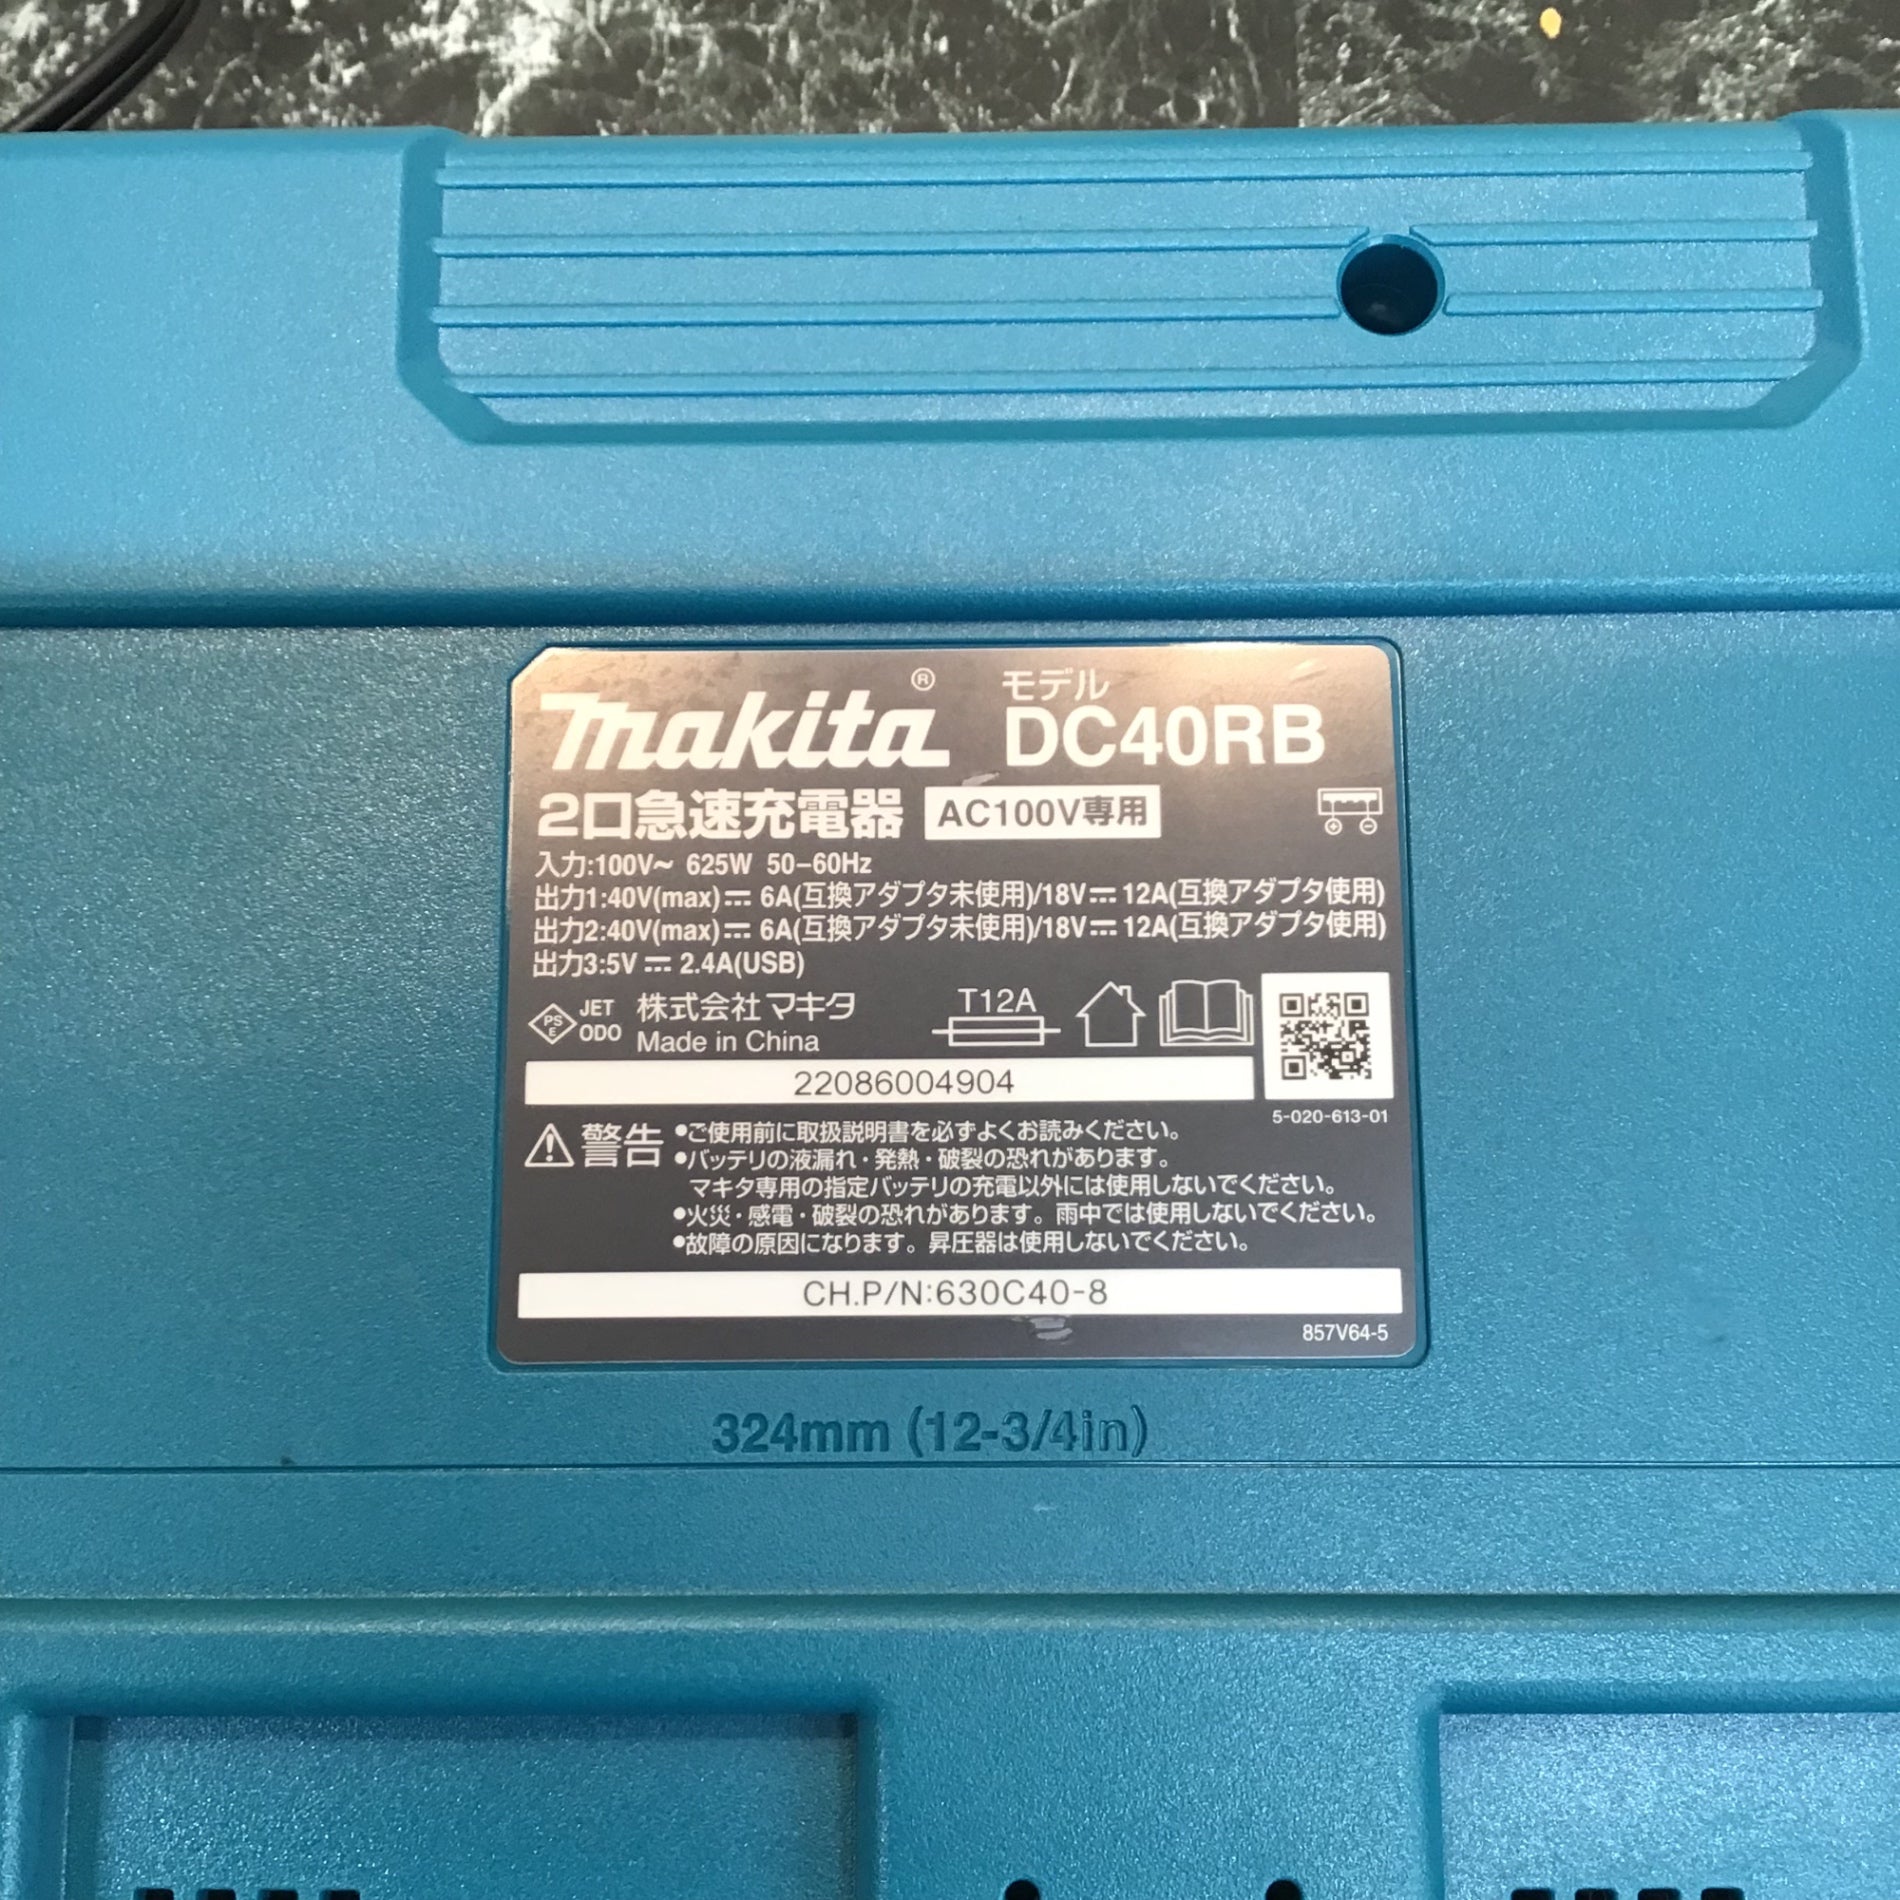 makita® モデル
DC40RB
2口急速充電器 AC100V専用
入力:100V～ 625W 50–60Hz
出力1:40V(max)⎓ 6A(互換アダプタ未使用)/18V⎓ 12A(互換アダプタ使用)
出力2:40V(max)⎓ 6A(互換アダプタ未使用)/18V⎓ 12A(互換アダプタ使用)
出力3:5V⎓ 2.4A(USB)
PSE JET ODO 株式会社マキタ
Made in China
T12A
22086004904
5-020-613-01
警告 •ご使用前に取扱説明書を必ずよくお読みください。
•バッテリの液漏れ・発熱・破裂の恐れがあります。
マキタ専用の指定バッテリの充電以外には使用しないでください。
•火災・感電・破裂の恐れがあります。雨中では使用しないでください。
•故障の原因になります。昇圧器は使用しないでください。
CH.P/N:630C40-8
857V64-5
324mm (12-3/4in)